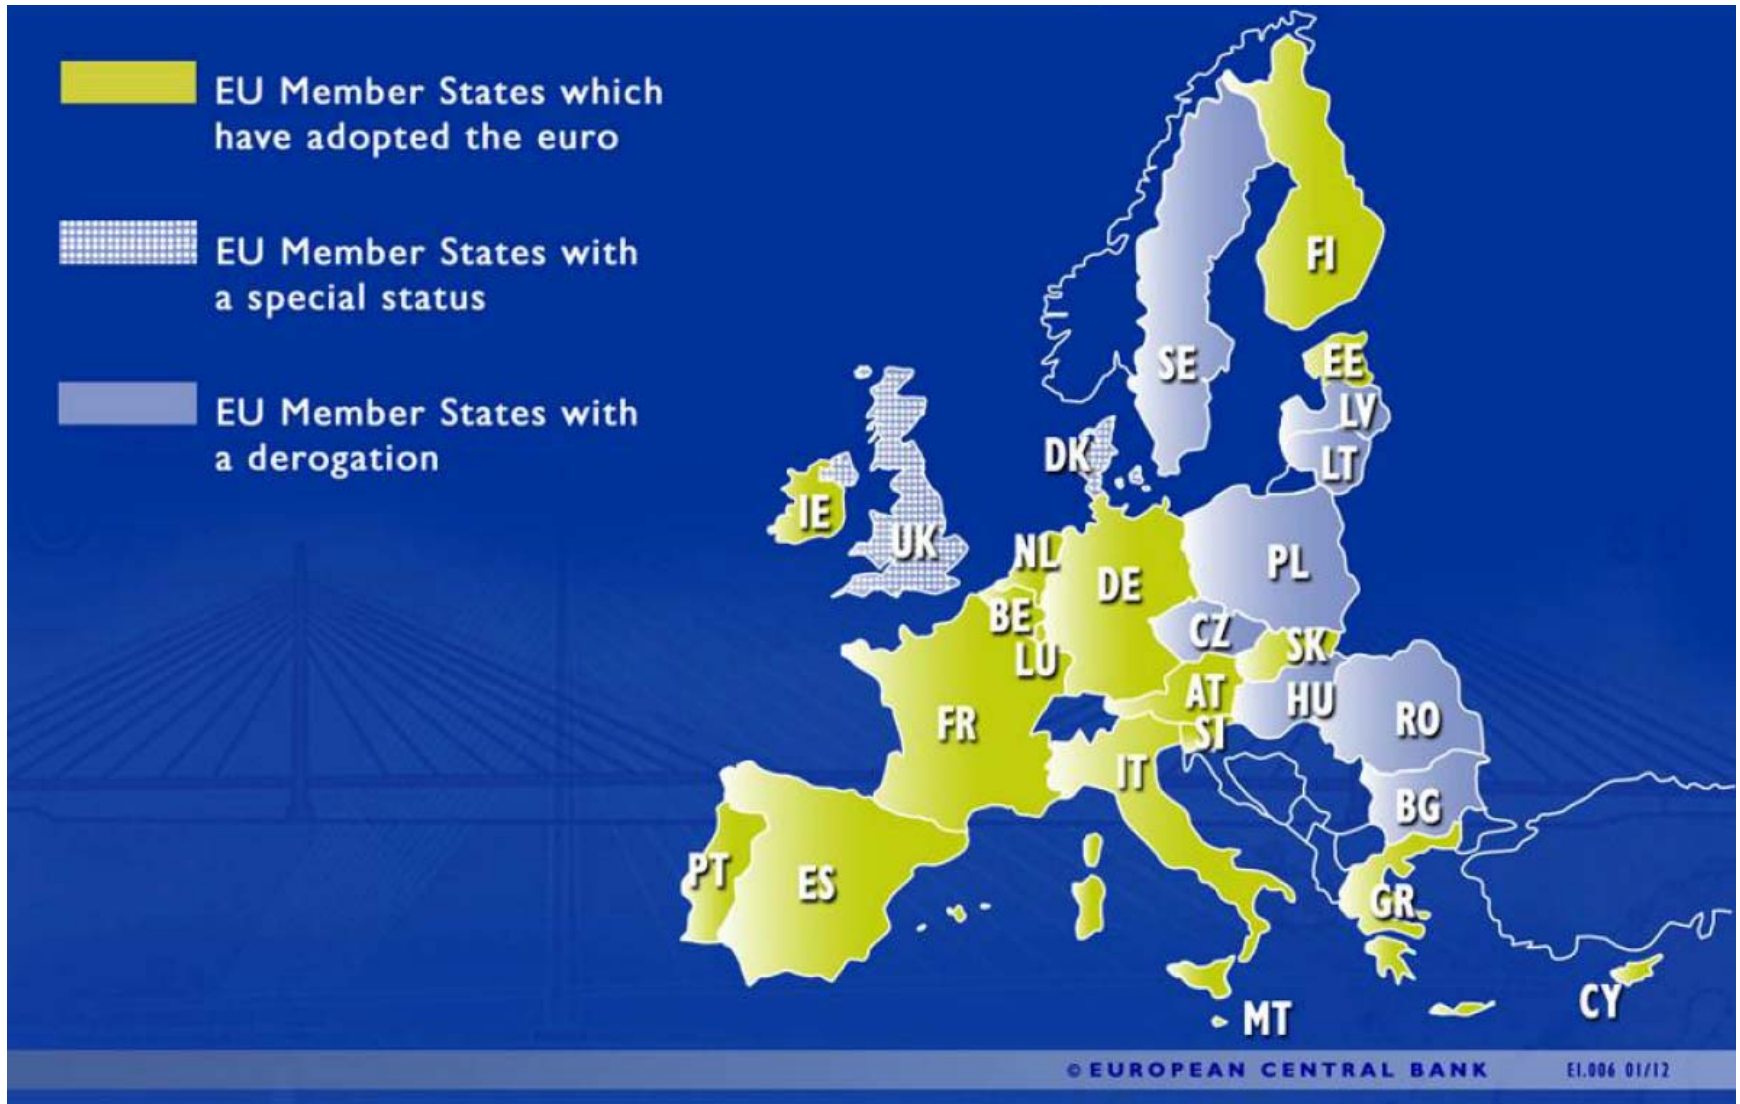 EU Member States which
have adopted the euro
EU Member States with
a special status
EU Member States with
a derogation
FI
SE
EE
LV
LT
DK
IE
UK
NL
DE
PL
BE
CZ
LU
SK
AT
HU
FR
SI
RO
IT
BG
PT
ES
GR
CY
MT
© EUROPEAN CENTRAL BANK
EI.006 01/12